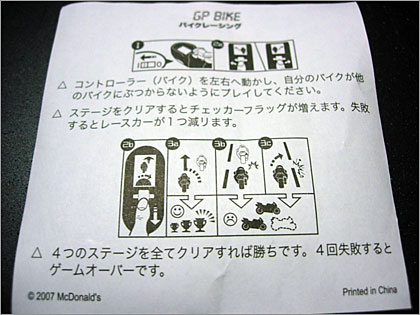 GP BIKE
バイクレーシング
1
2a
△ コントローラー（バイク）を左右へ動かし、自分のバイクが他
のバイクにぶつからないようにプレイしてください。
△ ステージをクリアするとチェッカーフラッグが増えます。失敗
するとレースカーが１つ減ります。
2b
3a
3b
3c
△ ４つのステージを全てクリアすれば勝ちです。４回失敗すると
ゲームオーバーです。
© 2007 McDonald's
Printed in China